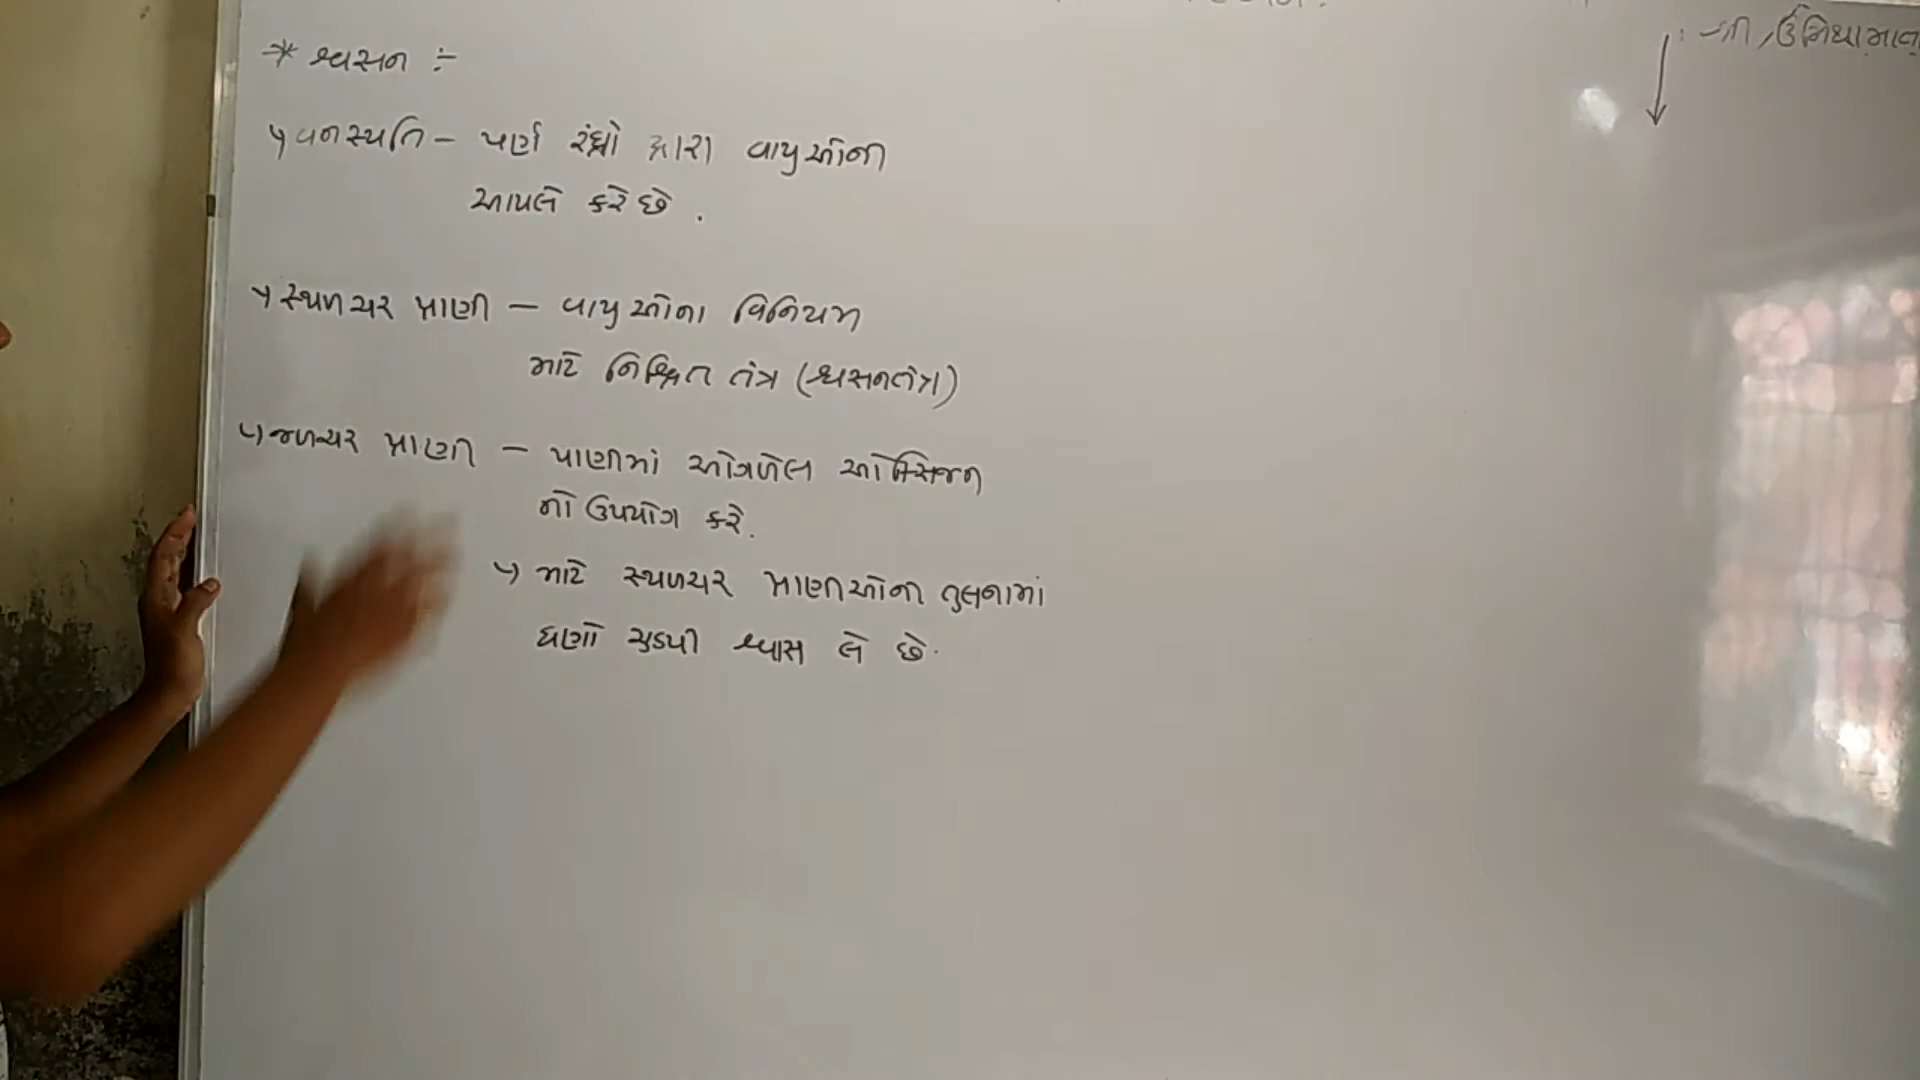 * શ્વસન :-
↳ વનસ્પતિ - પર્ણ રંધ્રો દ્વારા વાયુઓની
આપલે કરે છે.
↳ સ્થળચર પ્રાણી - વાયુઓના વિનિયમ
માટે નિશ્ચિત તંત્ર (શ્વસનતંત્ર)
↳ જળચર પ્રાણી - પાણીમાં ઓગળેલ ઓક્સિજન
નો ઉપયોગ કરે.
↳ માટે સ્થળચર પ્રાણીઓની તુલનામાં
ઘણી ઝડપી શ્વાસ લે છે.